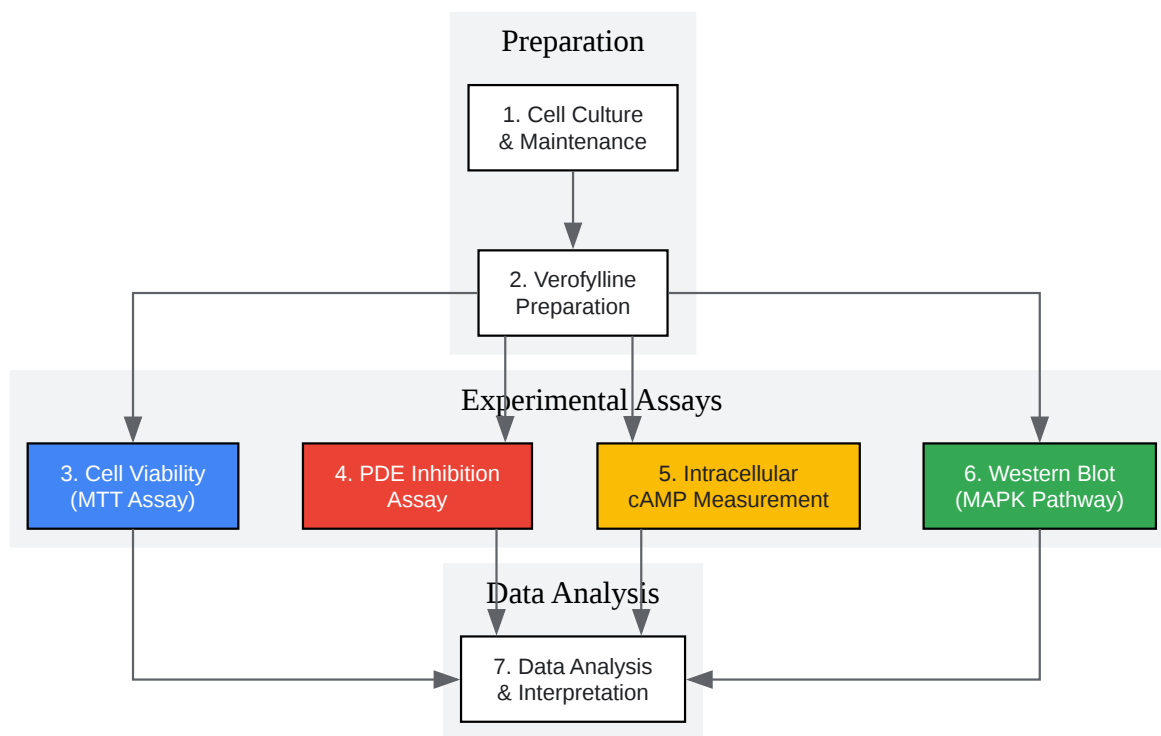 Preparation
1. Cell Culture
& Maintenance
2. Verofylline
Preparation
Experimental Assays
3. Cell Viability
(MTT Assay)
4. PDE Inhibition
Assay
5. Intracellular
cAMP Measurement
6. Western Blot
(MAPK Pathway)
Data Analysis
7. Data Analysis
& Interpretation